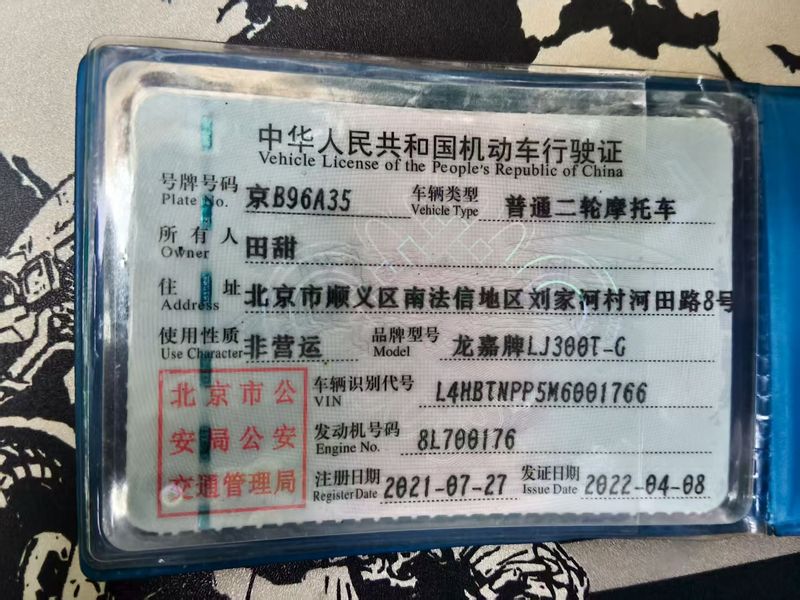 中华人民共和国机动车行驶证
Vehicle License of the People's Republic of China
号牌号码 京B96A35 车辆类型 普通二轮摩托车
Plate No. Vehicle Type
所有人 田甜
Owner
住址 北京市顺义区南法信地区刘家河村河田路8号
Address
使用性质 非营运 品牌型号 龙嘉牌LJ300T-G
Use Character Model
北京市公安局公安交通管理局
车辆识别代号 L4HBTNPP5M6001766
VIN
发动机号码 8L700176
Engine No.
注册日期 2021-07-27 发证日期 2022-04-08
Register Date Issue Date